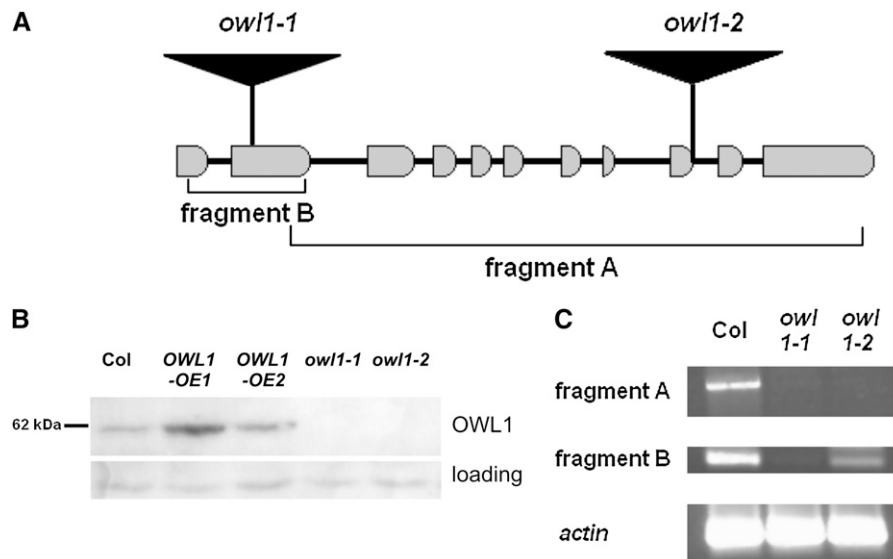 A
owl1-1
owl1-2
fragment B
fragment A
B
Col
OWL1
-OE1
OWL1
-OE2
owl1-1
owl1-2
62 kDa
OWL1
loading
C
Col
owl
1-1
owl
1-2
fragment A
fragment B
actin